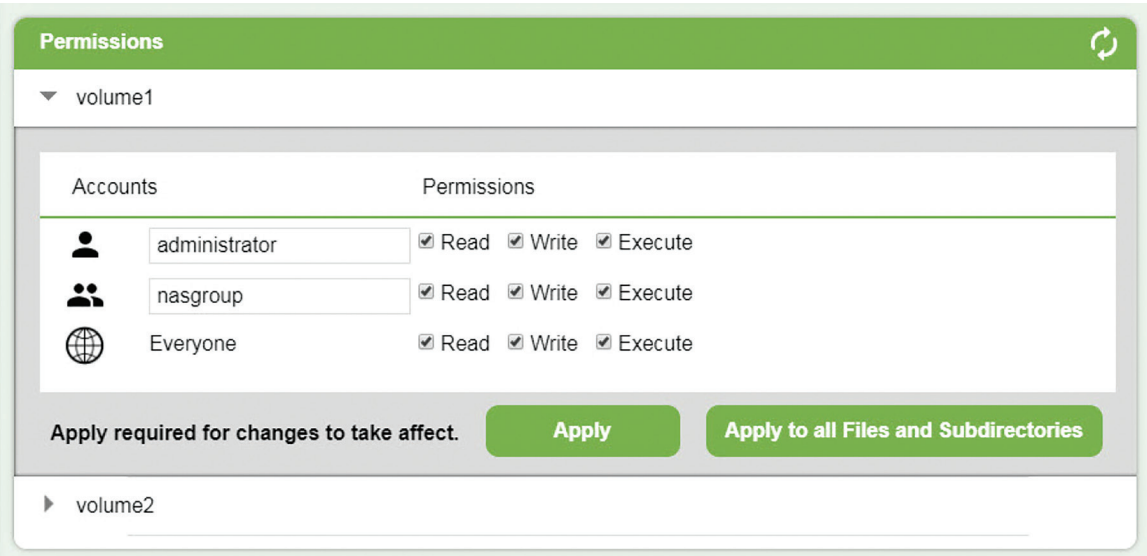 Permissions
volume1
Accounts Permissions
administrator Read Write Execute
nasgroup Read Write Execute
Everyone Read Write Execute
Apply required for changes to take affect. Apply Apply to all Files and Subdirectories
volume2